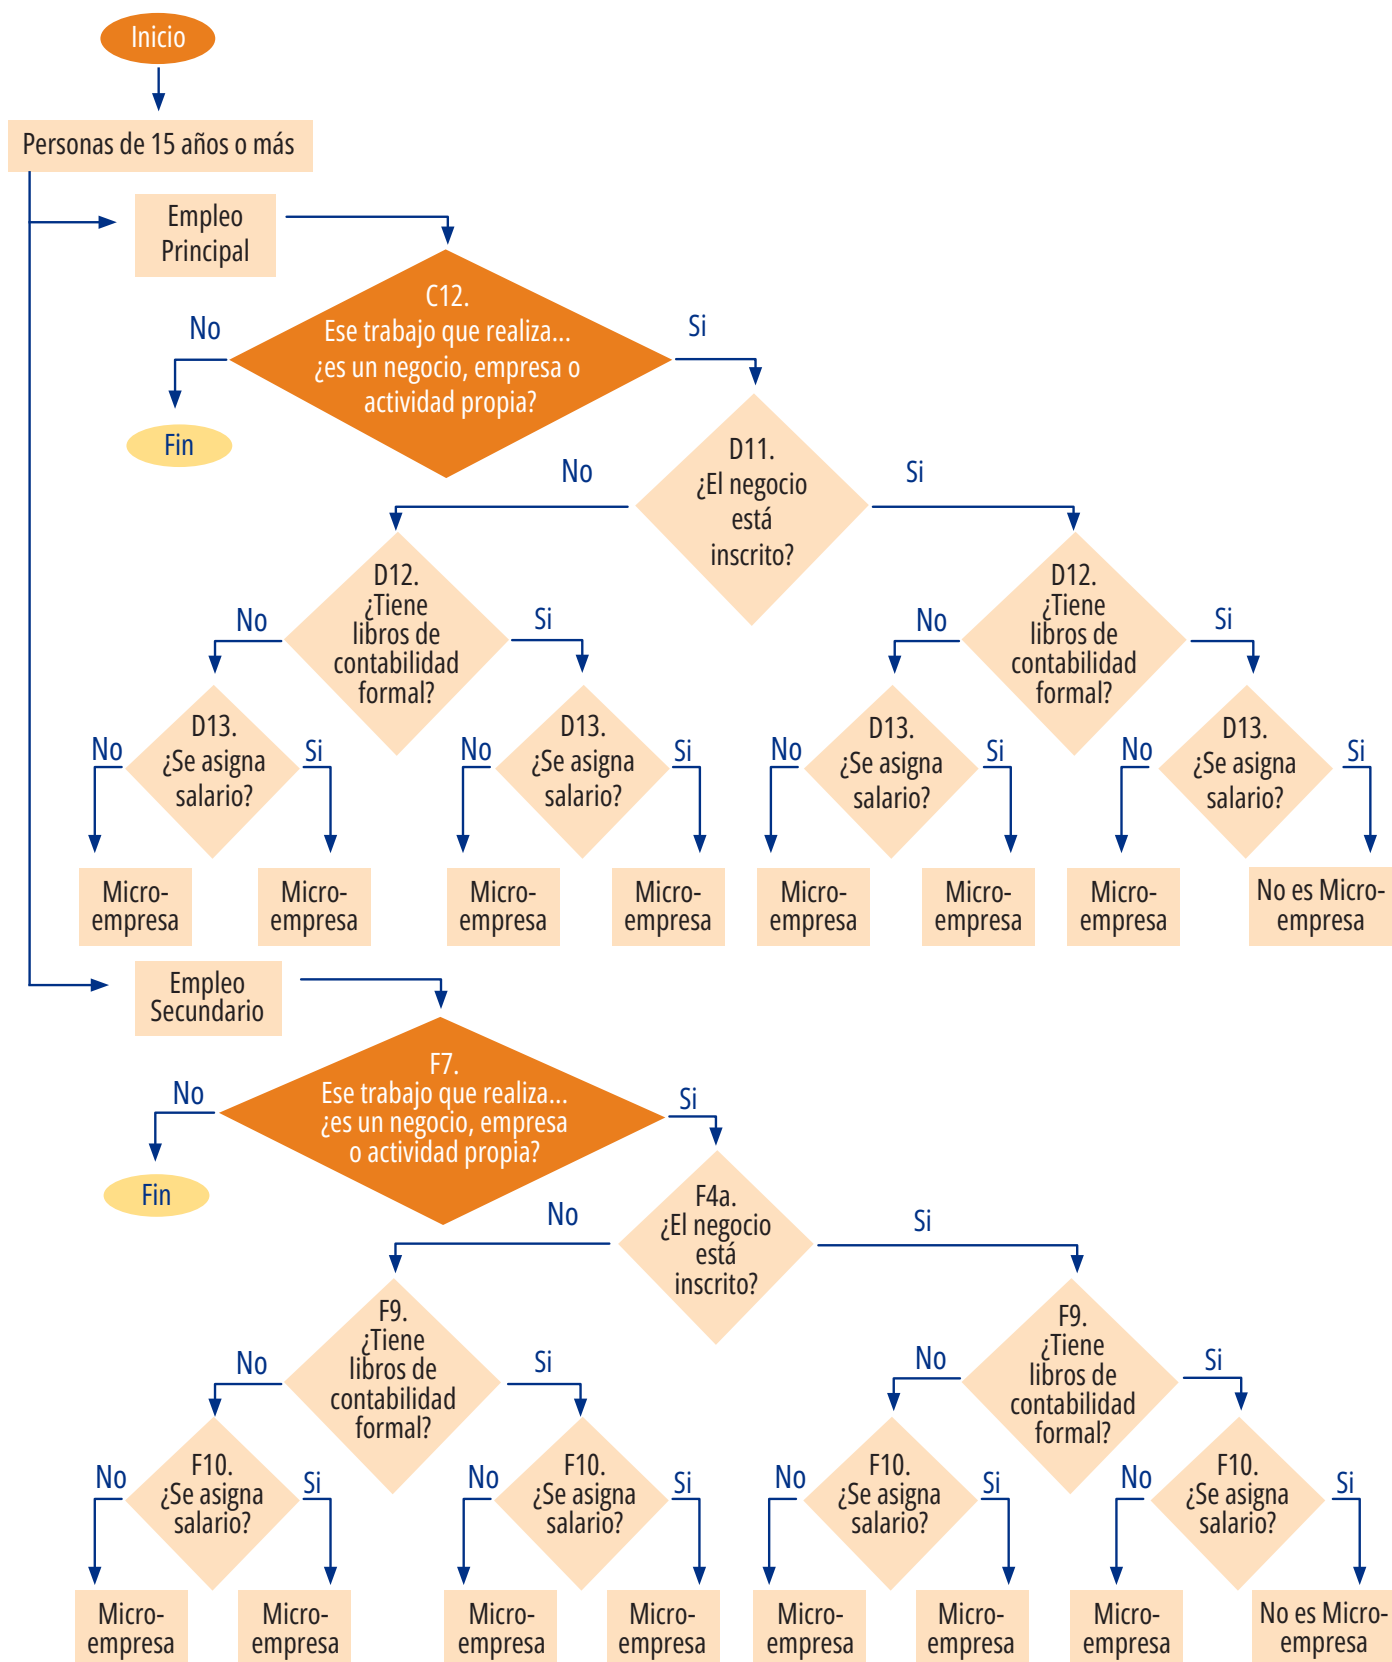 Inicio
Personas de 15 años o más
Empleo
Principal
C12.
Ese trabajo que realiza...
¿es un negocio, empresa o
actividad propia?
No
Si
Fin
D11.
¿El negocio
está
inscrito?
No
Si
D12.
¿Tiene
libros de
contabilidad
formal?
No
Si
D12.
¿Tiene
libros de
contabilidad
formal?
No
Si
D13.
¿Se asigna
salario?
No
Si
D13.
¿Se asigna
salario?
No
Si
D13.
¿Se asigna
salario?
No
Si
D13.
¿Se asigna
salario?
No
Si
Micro-
empresa
Micro-
empresa
Micro-
empresa
Micro-
empresa
Micro-
empresa
Micro-
empresa
Micro-
empresa
No es Micro-
empresa
Empleo
Secundario
F7.
Ese trabajo que realiza...
¿es un negocio, empresa
o actividad propia?
No
Si
Fin
F4a.
¿El negocio
está
inscrito?
No
Si
F9.
¿Tiene
libros de
contabilidad
formal?
No
Si
F9.
¿Tiene
libros de
contabilidad
formal?
No
Si
F10.
¿Se asigna
salario?
No
Si
F10.
¿Se asigna
salario?
No
Si
F10.
¿Se asigna
salario?
No
Si
F10.
¿Se asigna
salario?
No
Si
Micro-
empresa
Micro-
empresa
Micro-
empresa
Micro-
empresa
Micro-
empresa
Micro-
empresa
Micro-
empresa
No es Micro-
empresa